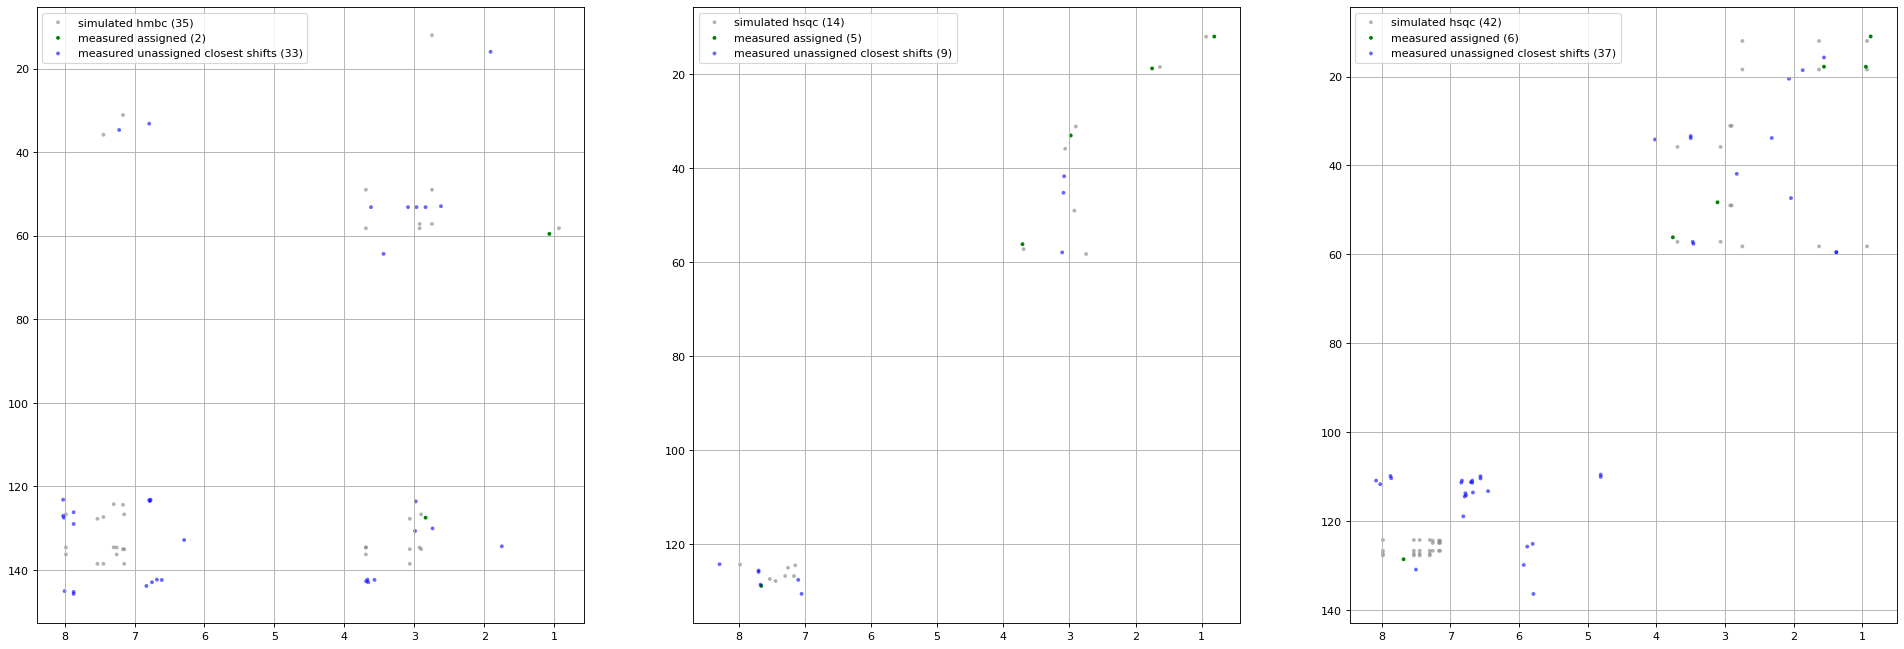 simulated hmbc (35)
measured assigned (2)
measured unassigned closest shifts (33)
20
40
60
80
100
120
140
8 7 6 5 4 3 2 1
simulated hsqc (14)
measured assigned (5)
measured unassigned closest shifts (9)
20
40
60
80
100
120
8 7 6 5 4 3 2 1
simulated hsqc (42)
measured assigned (6)
measured unassigned closest shifts (37)
20
40
60
80
100
120
140
8 7 6 5 4 3 2 1